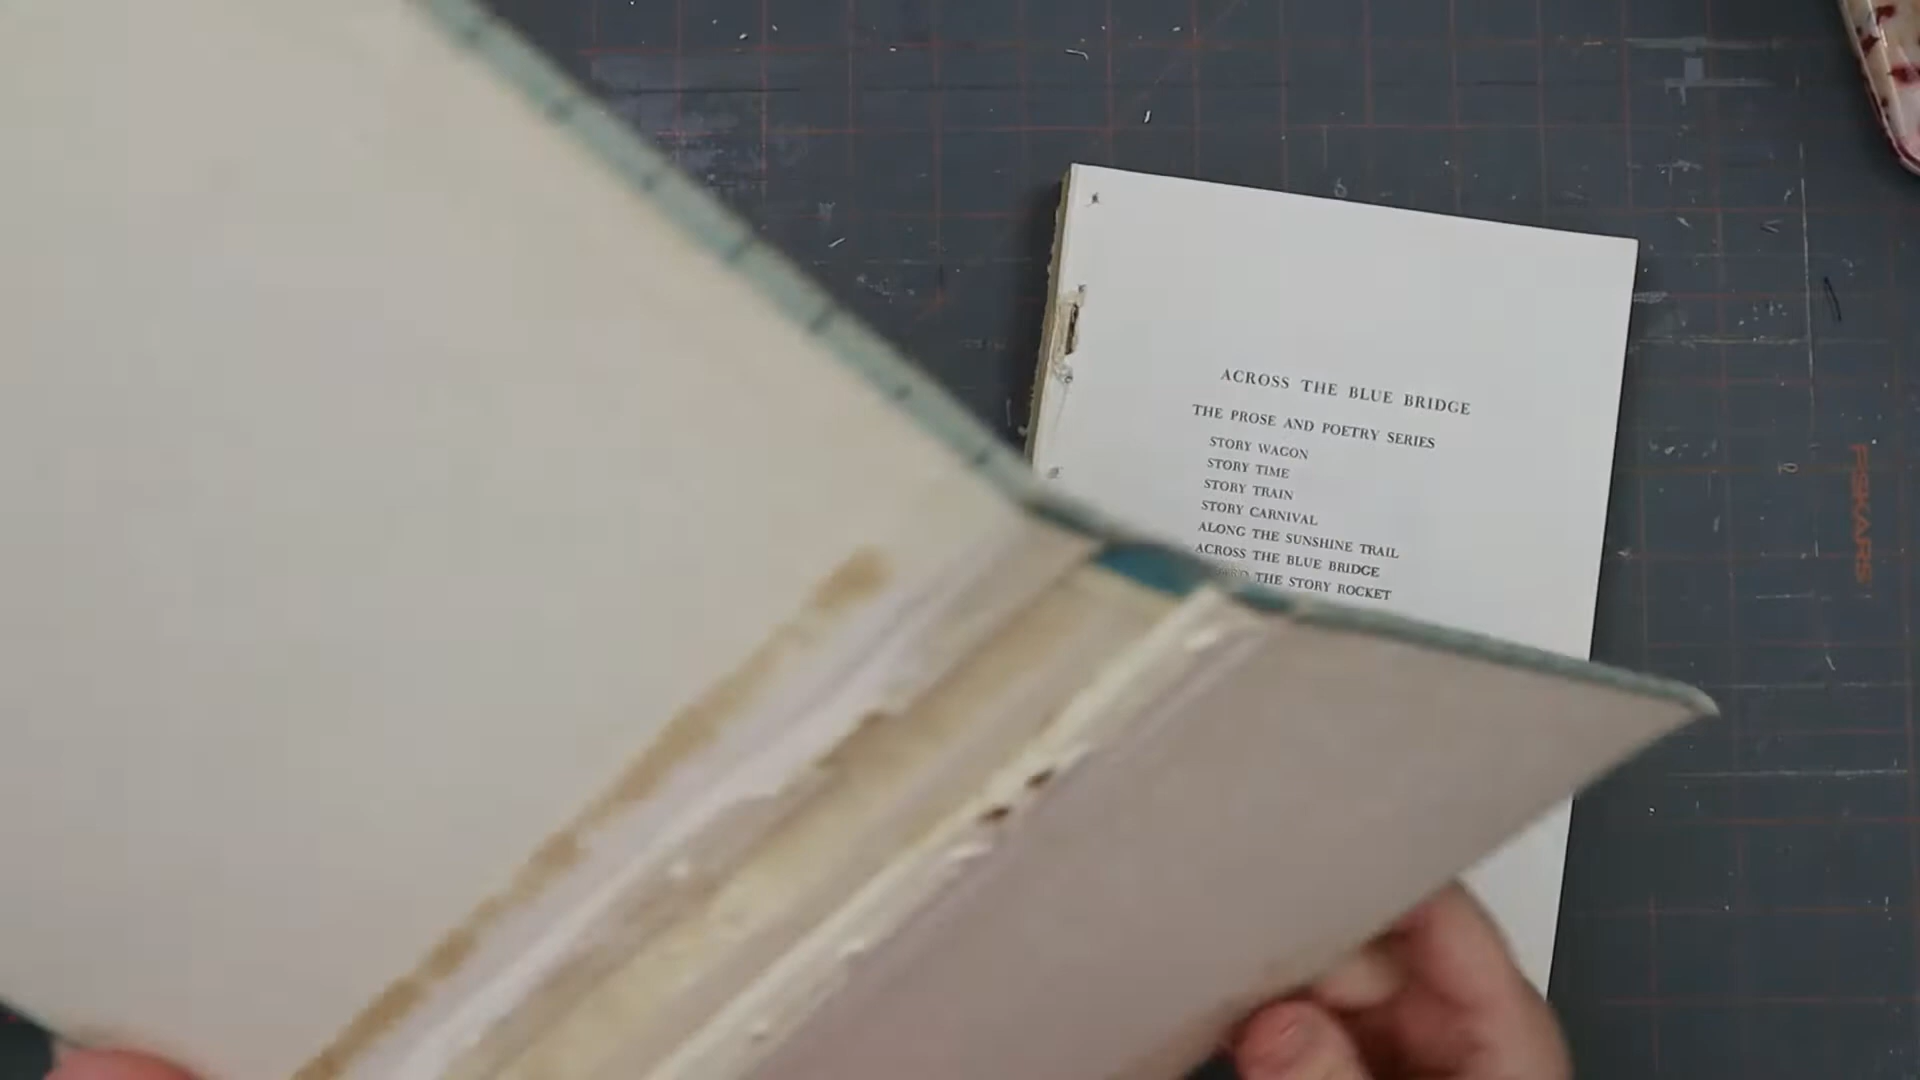 ACROSS THE BLUE BRIDGE
THE PROSE AND POETRY SERIES
STORY WAGON
STORY TIME
STORY TRAIN
STORY CARNIVAL
ALONG THE SUNSHINE TRAIL
ACROSS THE BLUE BRIDGE
THE STORY ROCKET
FISKARS